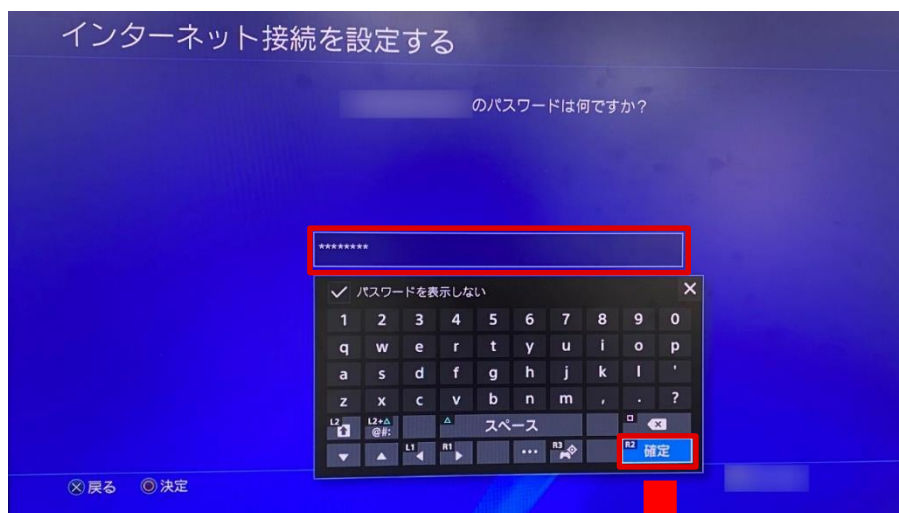 インターネット接続を設定する
のパスワードは何ですか?
********
パスワードを表示しない ×
1 2 3 4 5 6 7 8 9 0
q w e r t y u i o p
a s d f g h j k l '
z x c v b n m , . ?
L2 L2+△ @#: △ スペース □
L1 R1 ... R3 R2 確定
戻る 決定